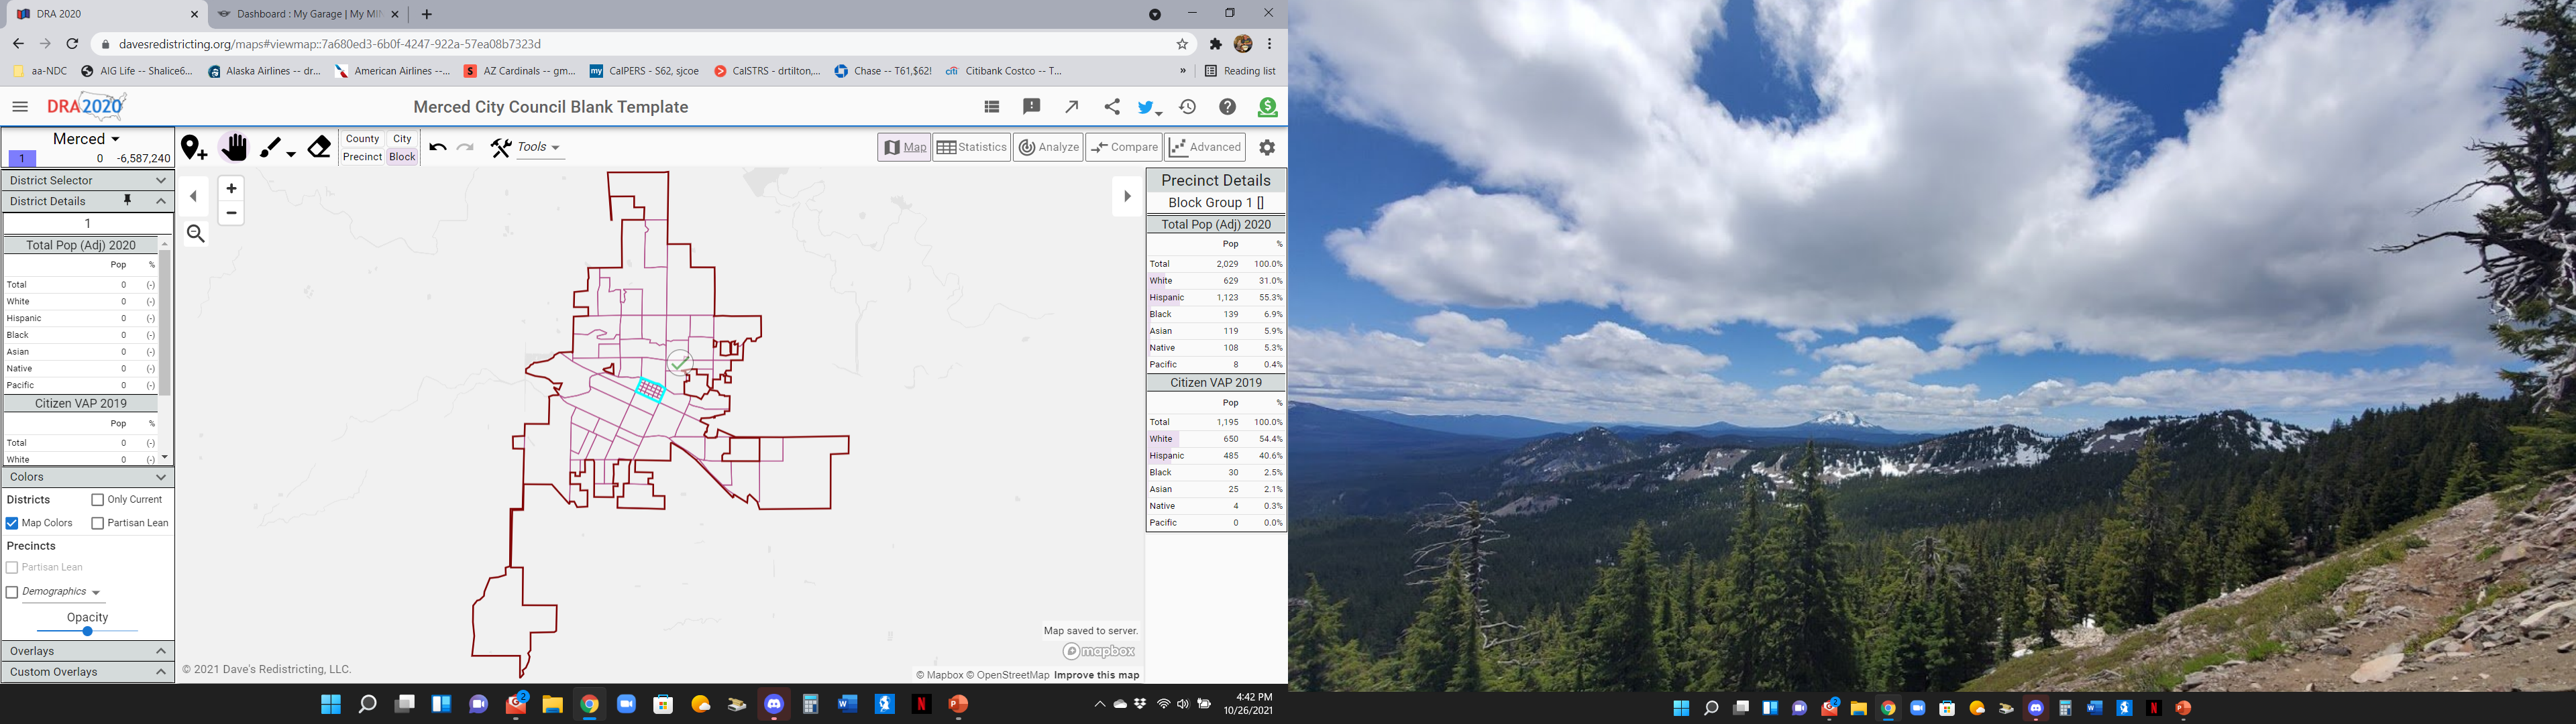 DRA 2020
Dashboard : My Garage | My MIN
davesredistricting.org/maps#viewmap::7a680ed3-6b0f-4247-922a-57ea08b7323d
aa-NDC
AIG Life -- Shalice6...
Alaska Airlines -- dr...
American Airlines --...
AZ Cardinals -- gm...
CalPERS - S62, sjcoe
CalSTRS - drtilton,...
Chase -- T61,$62!
Citibank Costco -- T...
»
Reading list
DRA2020
Merced City Council Blank Template
Merced
1 0 -6,587,240
County City
Precinct Block
Tools
Map
Statistics
Analyze
Compare
Advanced
District Selector
District Details
1
Total Pop (Adj) 2020
Pop %
Total 0 (-)
White 0 (-)
Hispanic 0 (-)
Black 0 (-)
Asian 0 (-)
Native 0 (-)
Pacific 0 (-)
Citizen VAP 2019
Pop %
Total 0 (-)
White 0 (-)
Colors
Districts Only Current
Map Colors Partisan Lean
Precincts
Partisan Lean
Demographics
Opacity
Overlays
Custom Overlays
Precinct Details
Block Group 1 []
Total Pop (Adj) 2020
Pop %
Total 2,029 100.0%
White 629 31.0%
Hispanic 1,123 55.3%
Black 139 6.9%
Asian 119 5.9%
Native 108 5.3%
Pacific 8 0.4%
Citizen VAP 2019
Pop %
Total 1,195 100.0%
White 650 54.4%
Hispanic 485 40.6%
Black 30 2.5%
Asian 25 2.1%
Native 4 0.3%
Pacific 0 0.0%
Map saved to server.
mapbox
© 2021 Dave's Redistricting, LLC.
© Mapbox © OpenStreetMap Improve this map
4:42 PM
10/26/2021